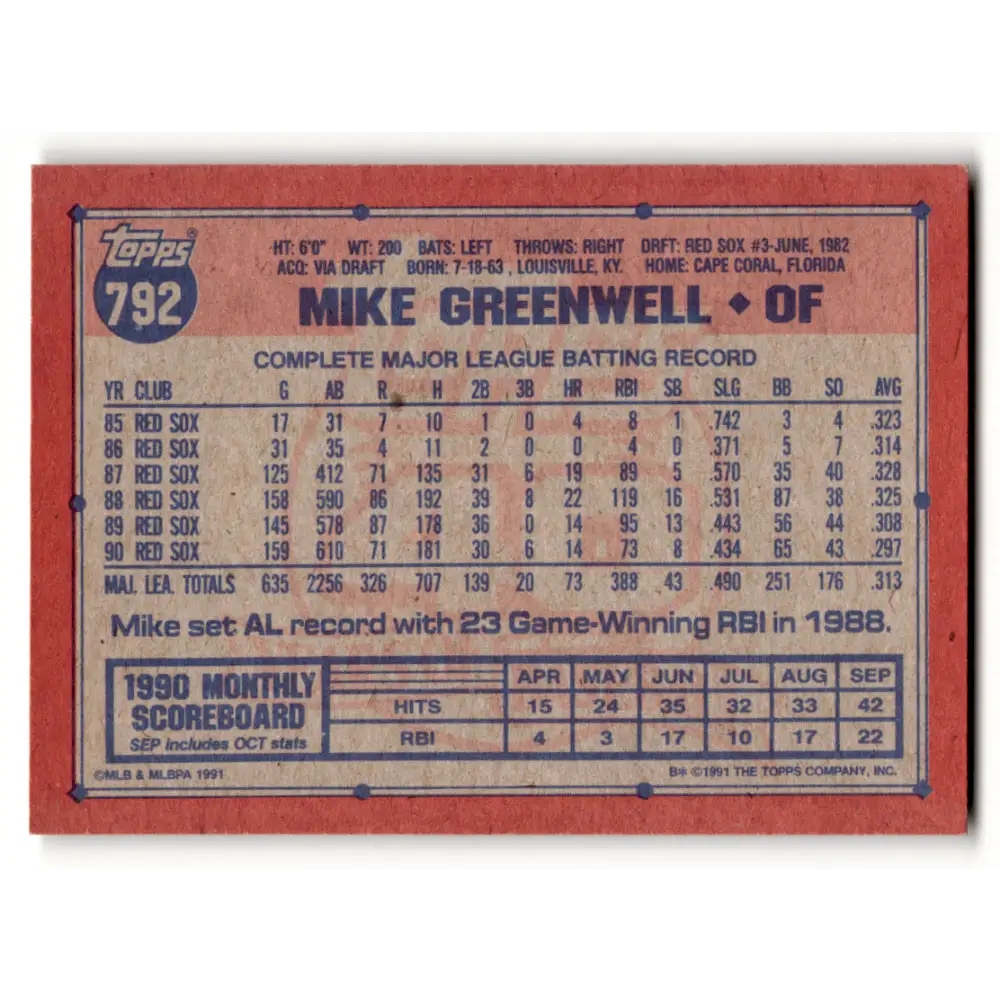 Topps®
792
HT: 6'0" WT: 200 BATS: LEFT THROWS: RIGHT DRFT: RED SOX #3-JUNE, 1982
ACQ: VIA DRAFT BORN: 7-18-63 , LOUISVILLE, KY. HOME: CAPE CORAL, FLORIDA
MIKE GREENWELL ◆ OF
COMPLETE MAJOR LEAGUE BATTING RECORD
YR CLUB G AB R H 2B 3B HR RBI SB SLG BB SO AVG
85 RED SOX 17 31 7 10 1 0 4 8 1 .742 3 4 .323
86 RED SOX 31 35 4 11 2 0 0 4 0 .371 5 7 .314
87 RED SOX 125 412 71 135 31 6 19 89 5 .570 35 40 .328
88 RED SOX 158 590 86 192 39 8 22 119 16 .531 87 38 .325
89 RED SOX 145 578 87 178 36 0 14 95 13 .443 56 44 .308
90 RED SOX 159 610 71 181 30 6 14 73 8 .434 65 43 .297
MAJ. LEA. TOTALS 635 2256 326 707 139 20 73 388 43 .490 251 176 .313
Mike set AL record with 23 Game-Winning RBI in 1988.
1990 MONTHLY
SCOREBOARD
SEP includes OCT stats
APR MAY JUN JUL AUG SEP
HITS 15 24 35 32 33 42
RBI 4 3 17 10 17 22
©MLB & MLBPA 1991
B* ©1991 THE TOPPS COMPANY, INC.